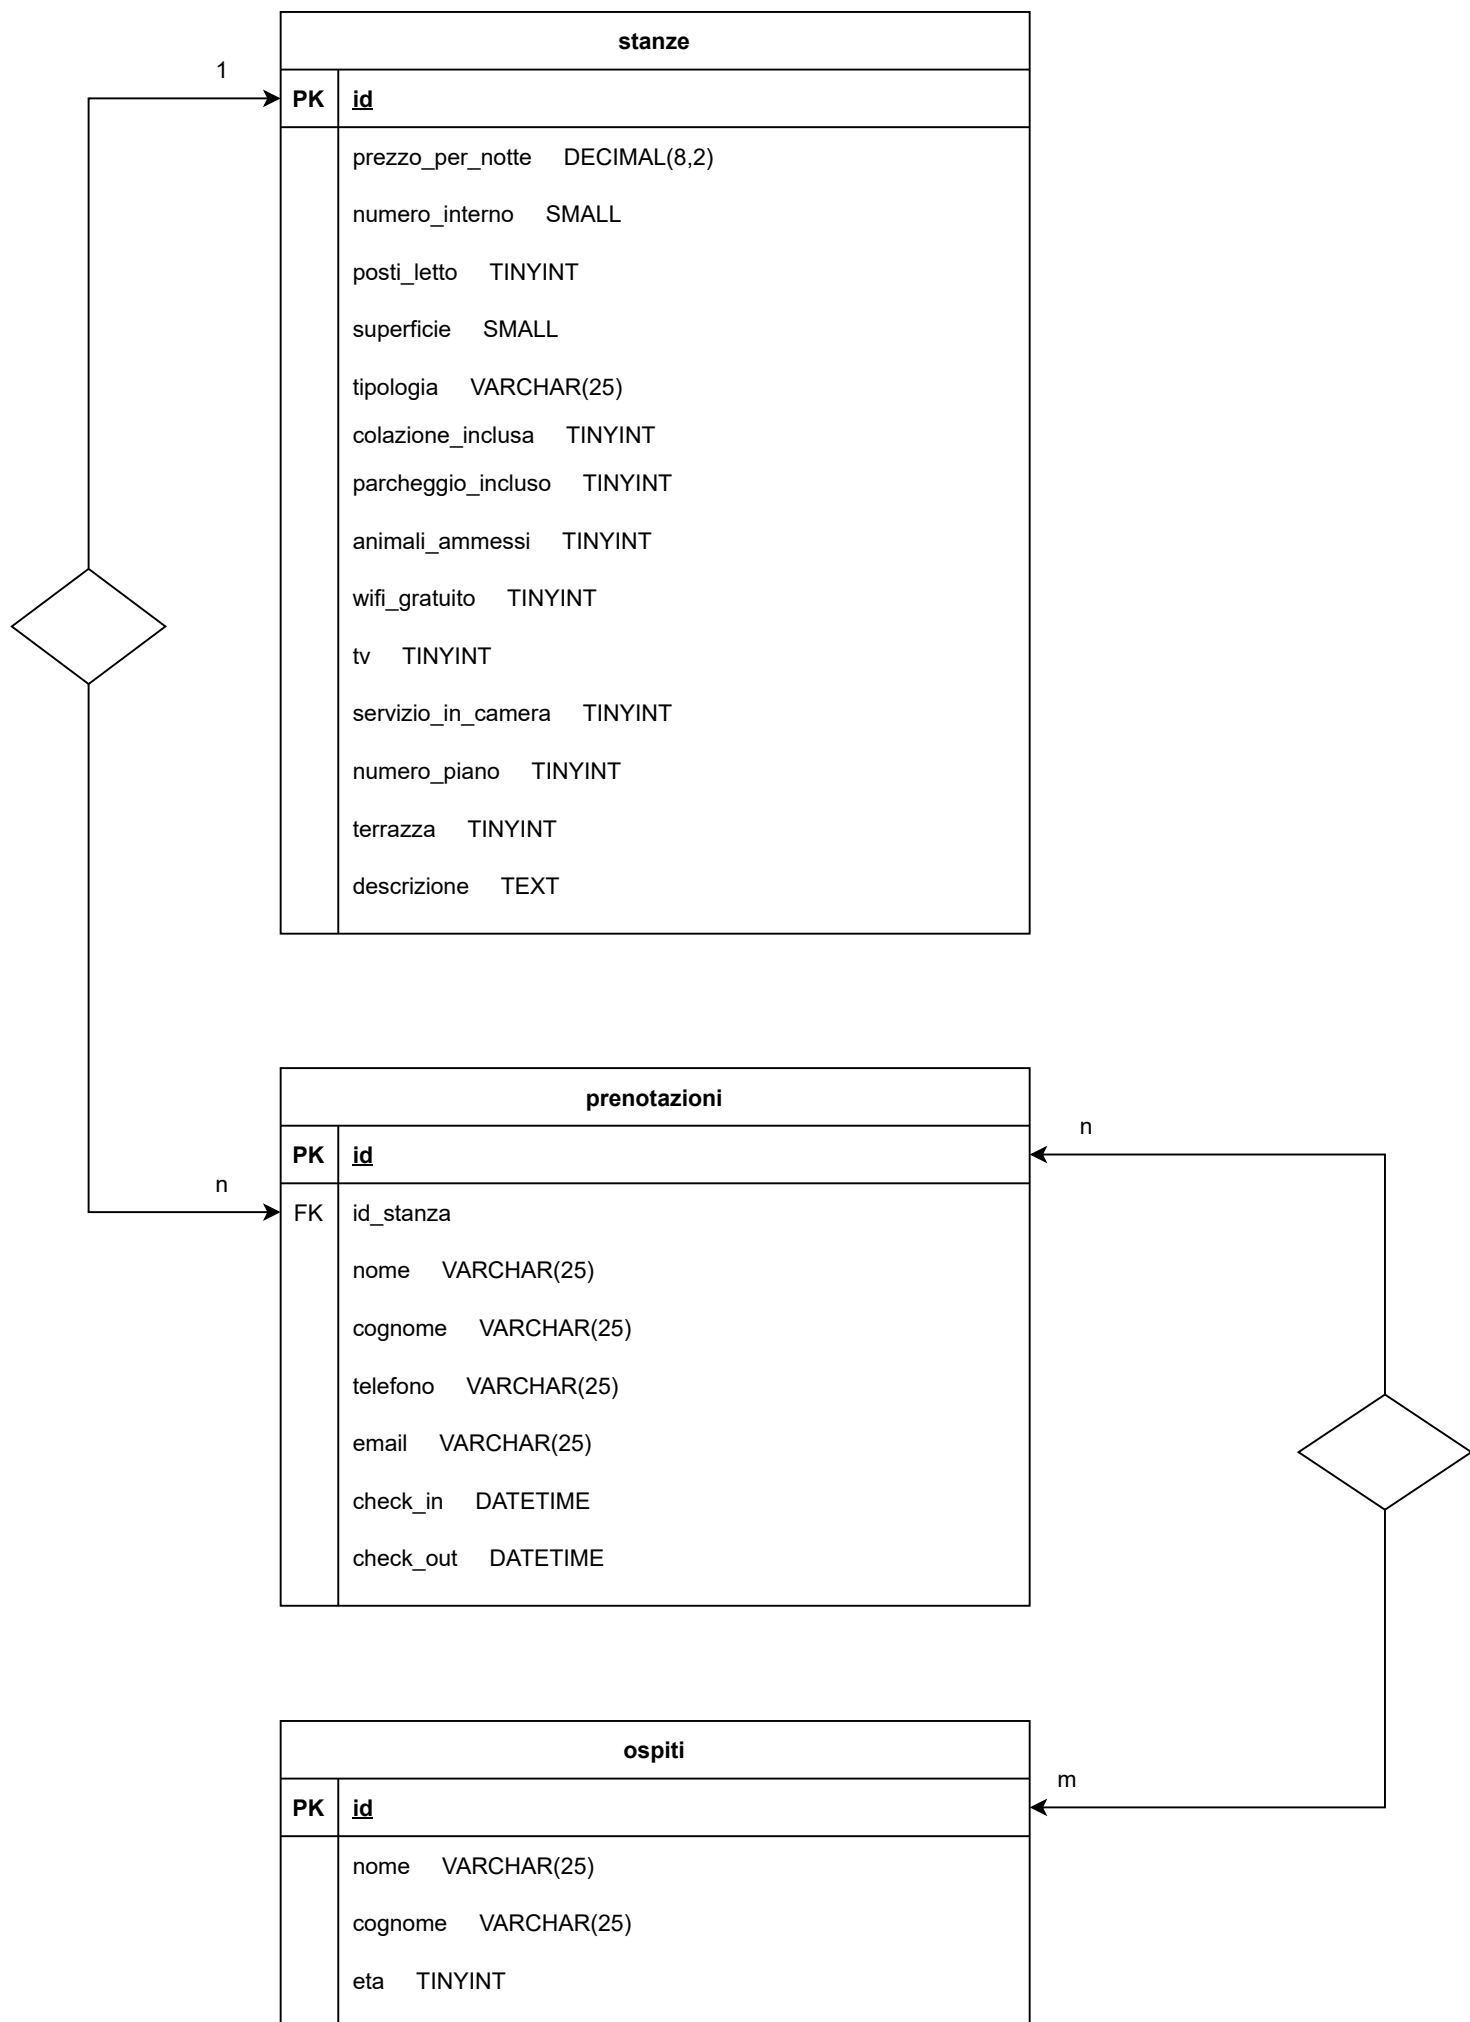 stanze
1
PK id
prezzo_per_notte DECIMAL(8,2)
numero_interno SMALL
posti_letto TINYINT
superficie SMALL
tipologia VARCHAR(25)
colazione_inclusa TINYINT
parcheggio_incluso TINYINT
animali_ammessi TINYINT
wifi_gratuito TINYINT
tv TINYINT
servizio_in_camera TINYINT
numero_piano TINYINT
terrazza TINYINT
descrizione TEXT
prenotazioni
n
PK id
n
FK id_stanza
nome VARCHAR(25)
cognome VARCHAR(25)
telefono VARCHAR(25)
email VARCHAR(25)
check_in DATETIME
check_out DATETIME
ospiti
m
PK id
nome VARCHAR(25)
cognome VARCHAR(25)
eta TINYINT